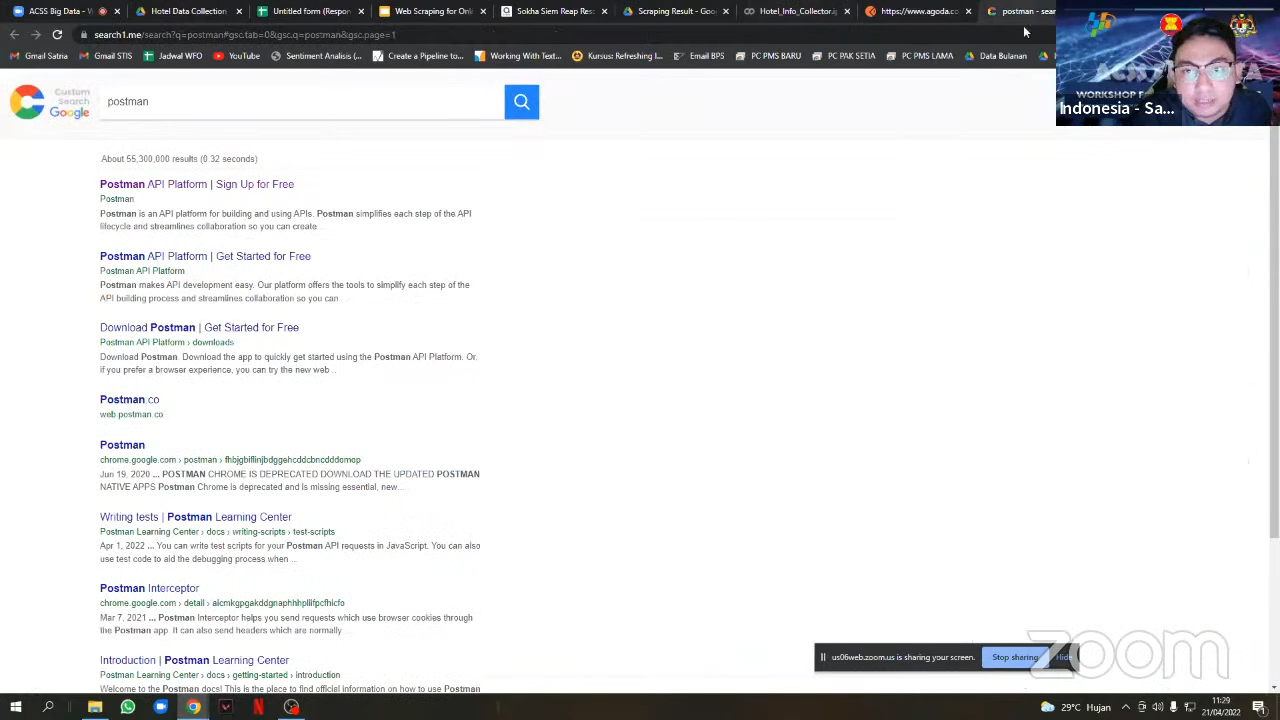 ACSS Big Data - V
Hotel Data Collection -
Untitled Report - Hotel
Web Scraping for Onli
Soldes Siem Reap Res
Scraping Result - Goo
Hotel_Info_Collector.i
https://www.agoda.co
postman - sear
search1.me/search?q=postman#gsc.tab=0&gsc.q=postman&gsc.page=1
Gmail Satria
Jadwal WFO
YouTube
Sentiment Analysis (...
Working with Email
Kursus: Grafkom STIS
Email BPS
PC PMS BARU
PC PAK SETIA
PC PMS LAMA
Data Bulanan
WORKSHOP F
Indonesia - Sa...
Custom
Search
Google
postman
About 55,300,000 results (0.32 seconds)
Postman API Platform | Sign Up for Free
Postman
Postman is an API platform for building and using APIs. Postman simplifies each step of the API
lifecycle and streamlines collaboration so you can create...
Postman API Platform | Get Started for Free
Postman API Platform
Postman makes API development easy. Our platform offers the tools to simplify each step of the
API building process and streamlines collaboration so you can...
Download Postman | Get Started for Free
Postman API Platform › downloads
Download Postman. Download the app to quickly get started using the Postman API Platform. Or,
if you prefer a browser experience, you can try the new web ...
Postman.co
web.postman.co
Postman
chrome.google.com › postman › fhbjgbiflinjbdggehcddcbncdddomop
Jun 19, 2020 ... POSTMAN CHROME IS DEPRECATED DOWNLOAD THE UPDATED POSTMAN
NATIVE APPS Postman Chrome is deprecated and is missing essential, new...
Writing tests | Postman Learning Center
Postman Learning Center › docs › writing-scripts › test-scripts
Apr 1, 2022 ... You can write test scripts for your Postman API requests in JavaScript. You can also
use test code to aid the debugging process when ...
Postman Interceptor
chrome.google.com › detail › aicmkgpgakddgnaphhhpliifpcfhicfo
Mar 7, 2021 ... Postman Interceptor helps you send requests which use browser cookies through
the Postman app. It can also send headers which are normally ...
Introduction | Postman Learning Center
Postman Learning Center › docs › getting-started › introduction
Welcome to the Postman docs! This is the place to find official information on how to use Postman
us06web.zoom.us is sharing your screen.
Stop sharing
Hide
zoom
29°C Hujan
11:29
21/04/2022